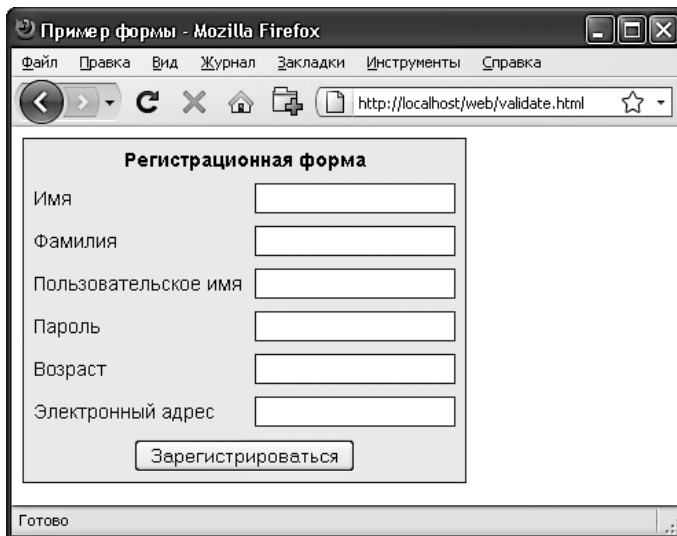 Пример формы - Mozilla Firefox
Файл Правка Вид Журнал Закладки Инструменты Справка
http://localhost/web/validate.html
Регистрационная форма
Имя
Фамилия
Пользовательское имя
Пароль
Возраст
Электронный адрес
Зарегистрироваться
Готово